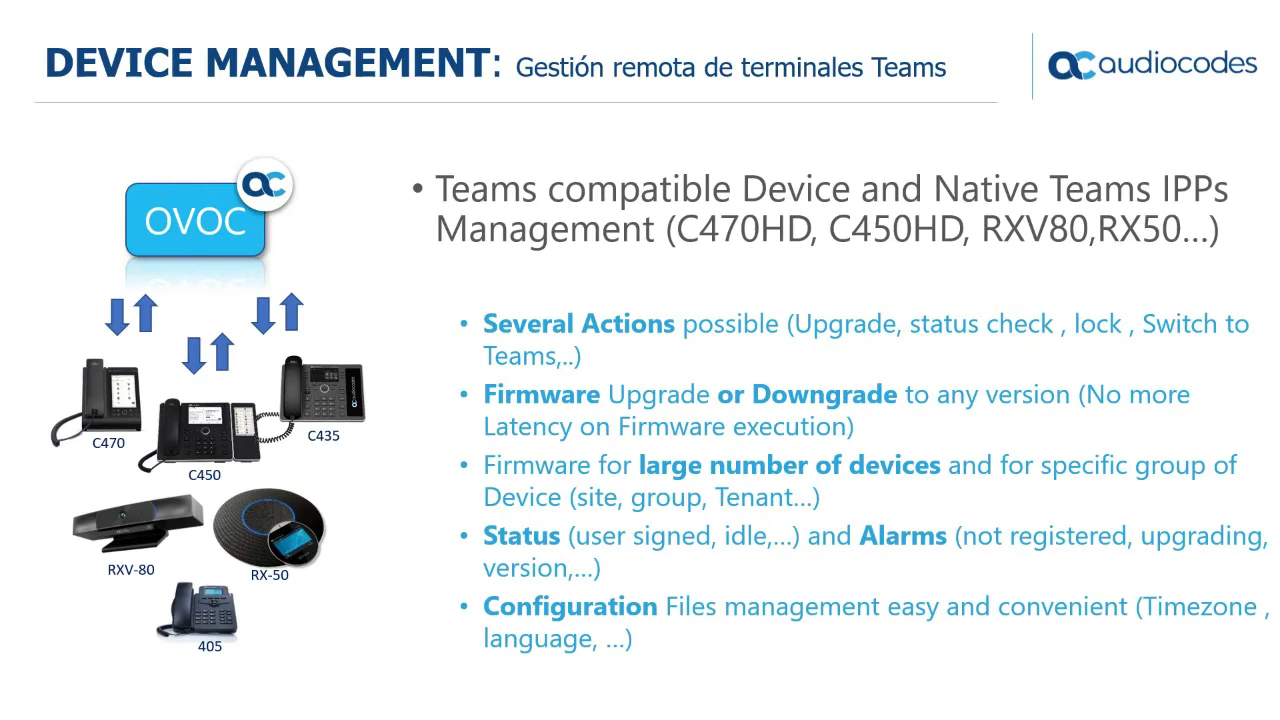 DEVICE MANAGEMENT: Gestión remota de terminales Teams
audiocodes
OVOC
C470
C450
C435
RXV-80
RX-50
405
• Teams compatible Device and Native Teams IPPs
Management (C470HD, C450HD, RXV80,RX50...)
• Several Actions possible (Upgrade, status check , lock , Switch to
Teams,..)
• Firmware Upgrade or Downgrade to any version (No more
Latency on Firmware execution)
• Firmware for large number of devices and for specific group of
Device (site, group, Tenant...)
• Status (user signed, idle,...) and Alarms (not registered, upgrading,
version,...)
• Configuration Files management easy and convenient (Timezone ,
language, ...)